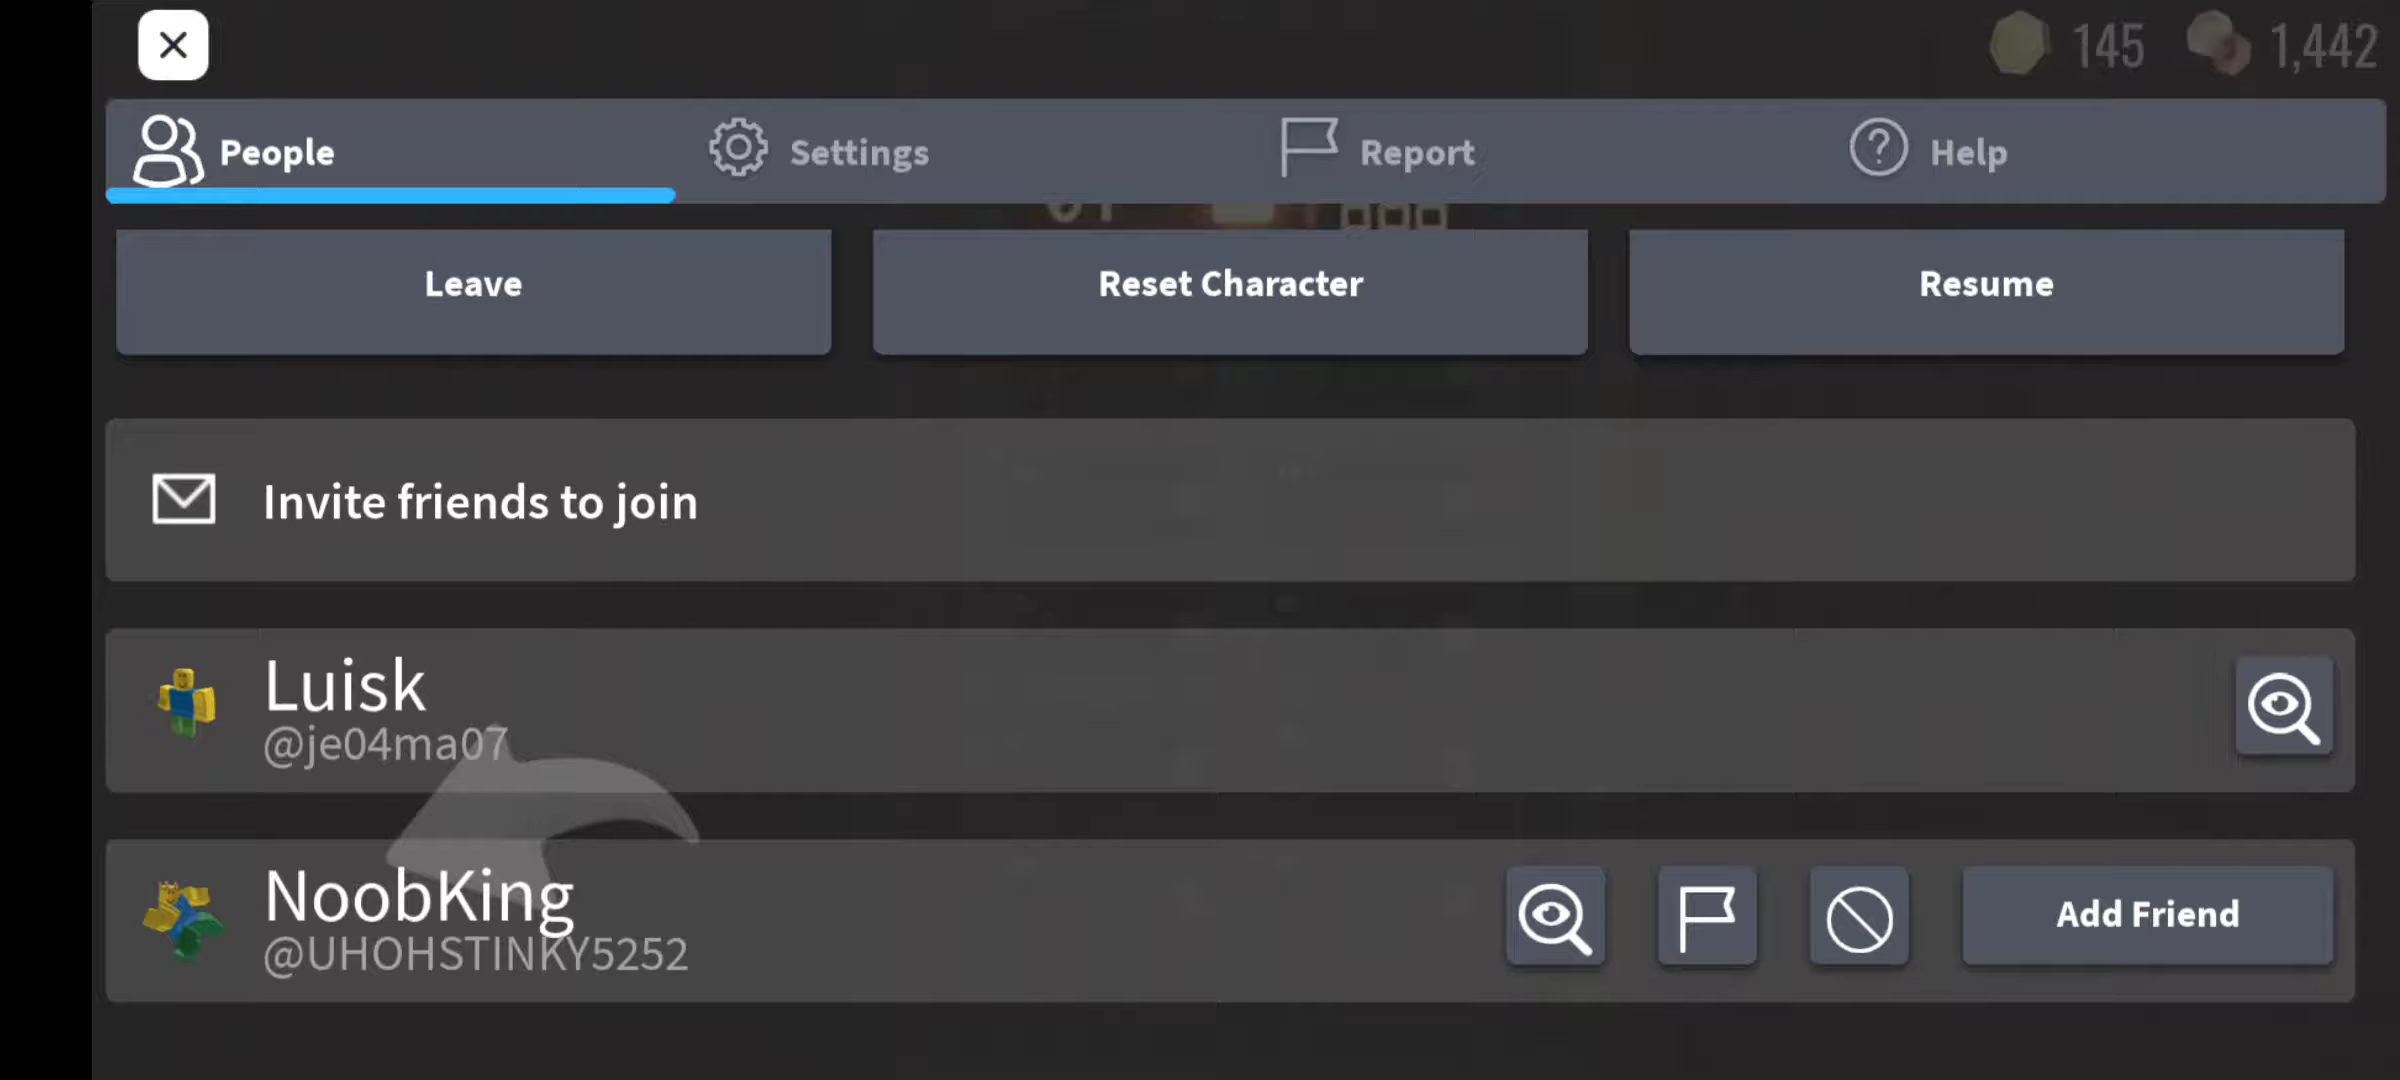 145 1,442
People Settings Report Help
Leave Reset Character Resume
Invite friends to join
Luisk
@je04ma07
NoobKing
@UHOHSTINKY5252
Add Friend